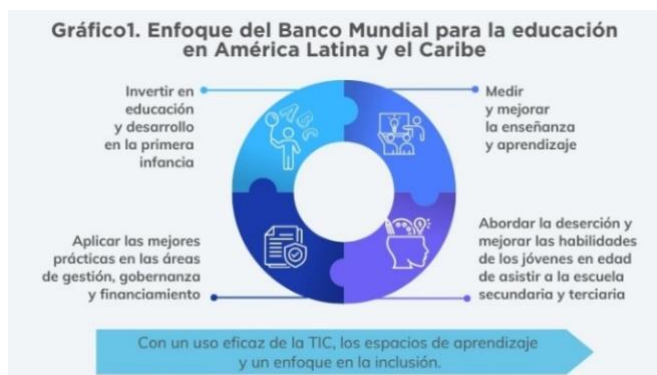 Gráfico1. Enfoque del Banco Mundial para la educación
en América Latina y el Caribe
Invertir en
educación
y desarrollo
en la primera
infancia
Medir
y mejorar
la enseñanza
y aprendizaje
ABC
Aplicar las mejores
prácticas en las áreas
de gestión, gobernanza
y financiamiento
Abordar la deserción y
mejorar las habilidades
de los jóvenes en edad
de asistir a la escuela
secundaria y terciaria
Con un uso eficaz de la TIC, los espacios de aprendizaje
y un enfoque en la inclusión.